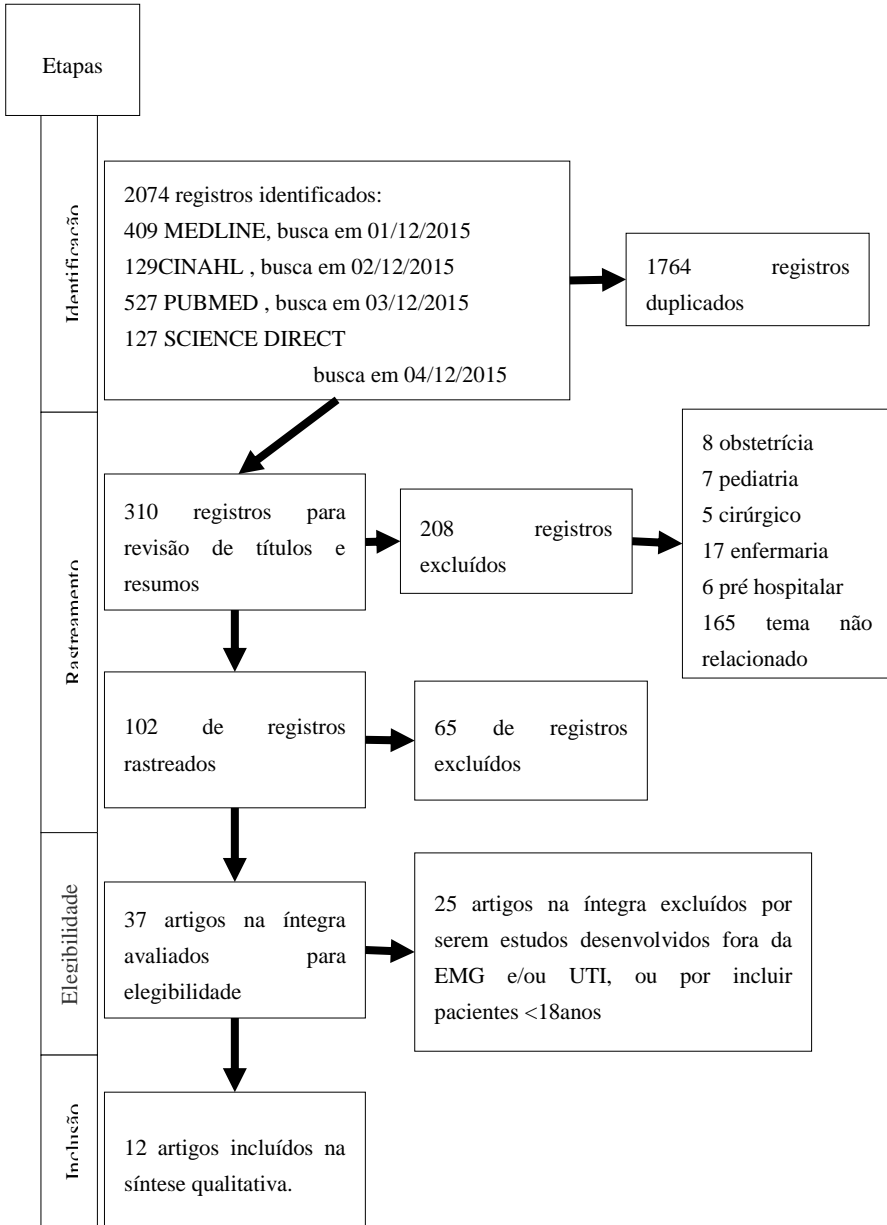 Etapas
Identificação
2074 registros identificados:
409 MEDLINE, busca em 01/12/2015
129CINAHL , busca em 02/12/2015
527 PUBMED , busca em 03/12/2015
127 SCIENCE DIRECT
busca em 04/12/2015
1764 registros
duplicados
Rastreamento
310 registros para
revisão de títulos e
resumos
208 registros
excluídos
8 obstetrícia
7 pediatria
5 cirúrgico
17 enfermaria
6 pré hospitalar
165 tema não
relacionado
102 de registros
rastreados
65 de registros
excluídos
Elegibilidade
37 artigos na íntegra
avaliados para
elegibilidade
25 artigos na íntegra excluídos por
serem estudos desenvolvidos fora da
EMG e/ou UTI, ou por incluir
pacientes <18anos
Inclusão
12 artigos incluídos na
síntese qualitativa.